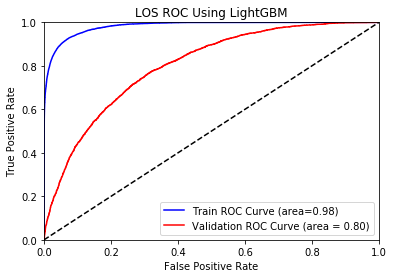 LOS ROC Using LightGBM
True Positive Rate
1.0
0.8
0.6
0.4
0.2
0.0
Train ROC Curve (area=0.98)
Validation ROC Curve (area = 0.80)
0.0 0.2 0.4 0.6 0.8 1.0
False Positive Rate